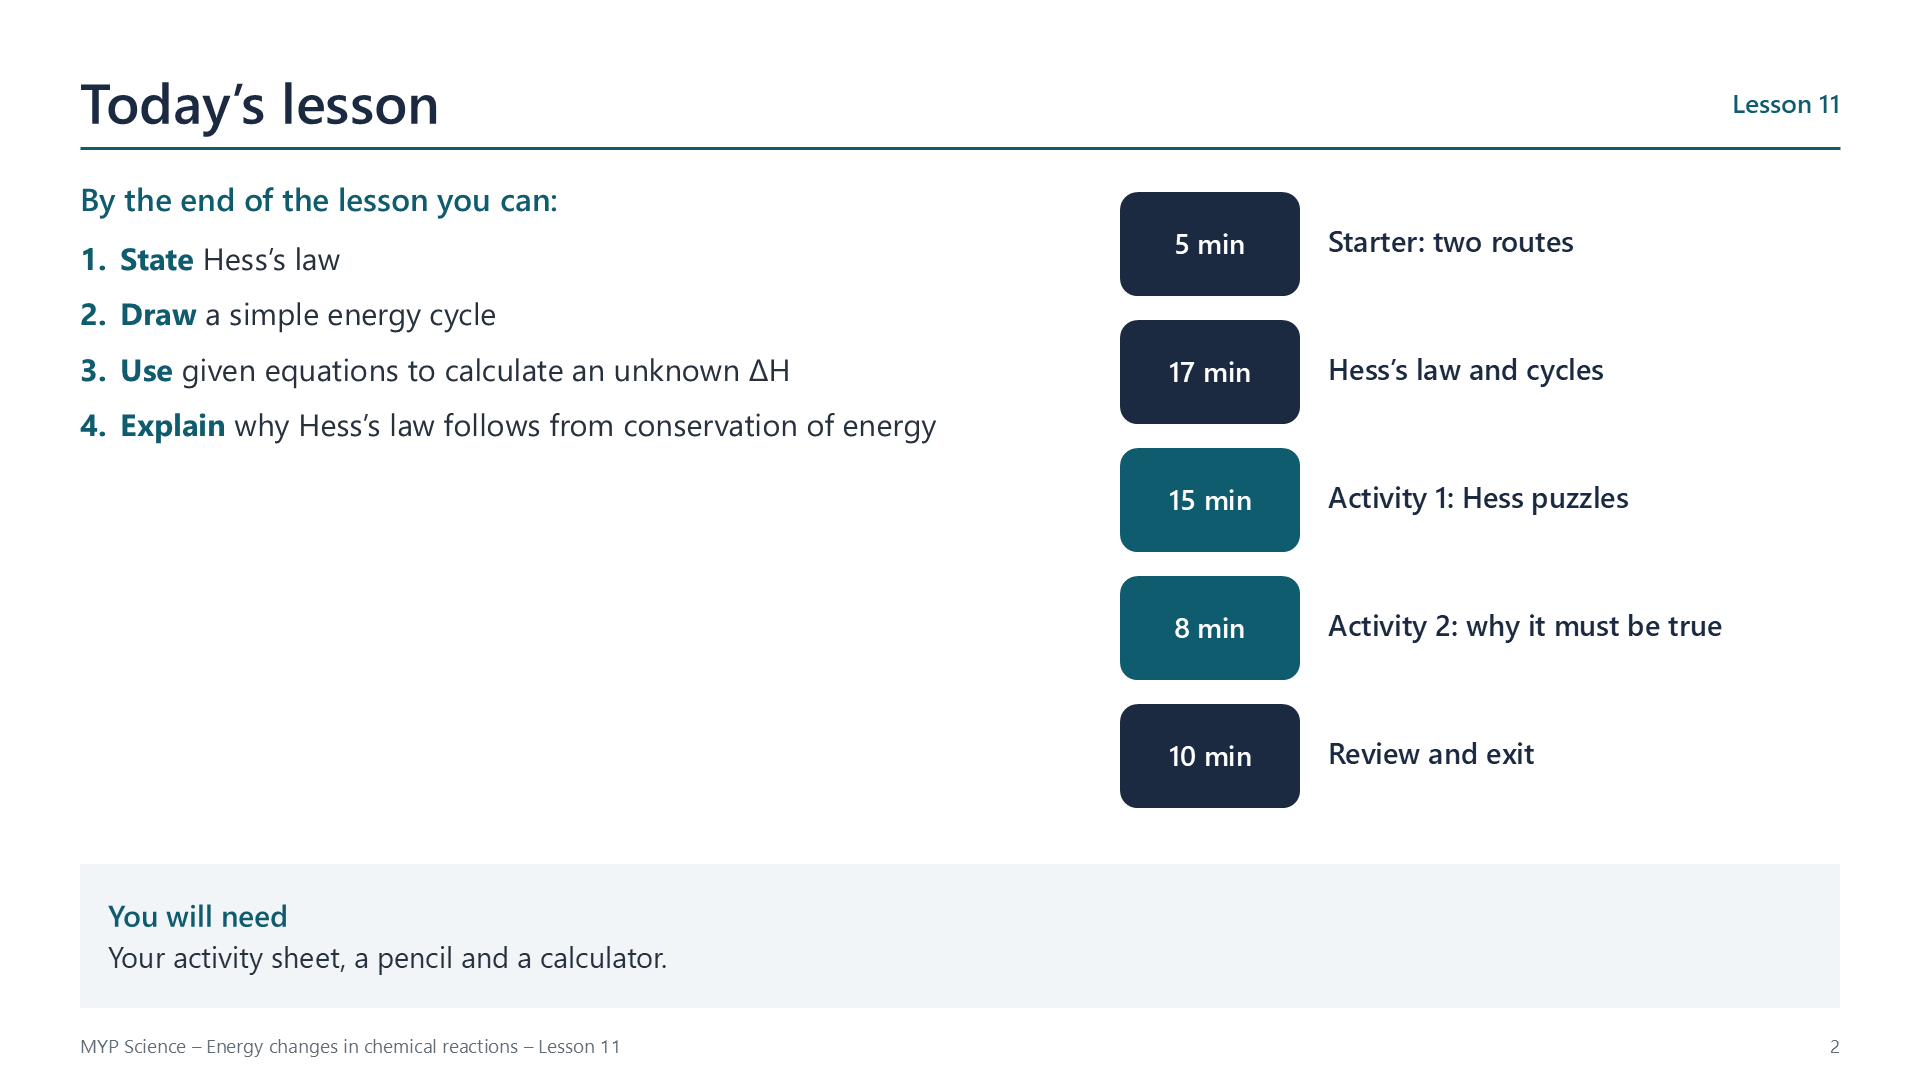 Today’s lesson
Lesson 11
By the end of the lesson you can:
1. State Hess’s law
2. Draw a simple energy cycle
3. Use given equations to calculate an unknown ΔH
4. Explain why Hess’s law follows from conservation of energy
5 min
Starter: two routes
17 min
Hess’s law and cycles
15 min
Activity 1: Hess puzzles
8 min
Activity 2: why it must be true
10 min
Review and exit
You will need
Your activity sheet, a pencil and a calculator.
MYP Science – Energy changes in chemical reactions – Lesson 11
2